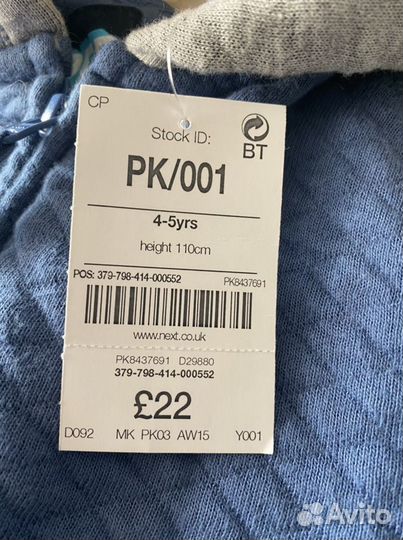 CP
Stock ID:
BT
PK/001
4-5yrs
height 110cm
POS: 379-798-414-000552 PK8437691
www.next.co.uk
PK8437691 D29880
379-798-414-000552
£22
D092 MK PK03 AW15 Y001
Avito